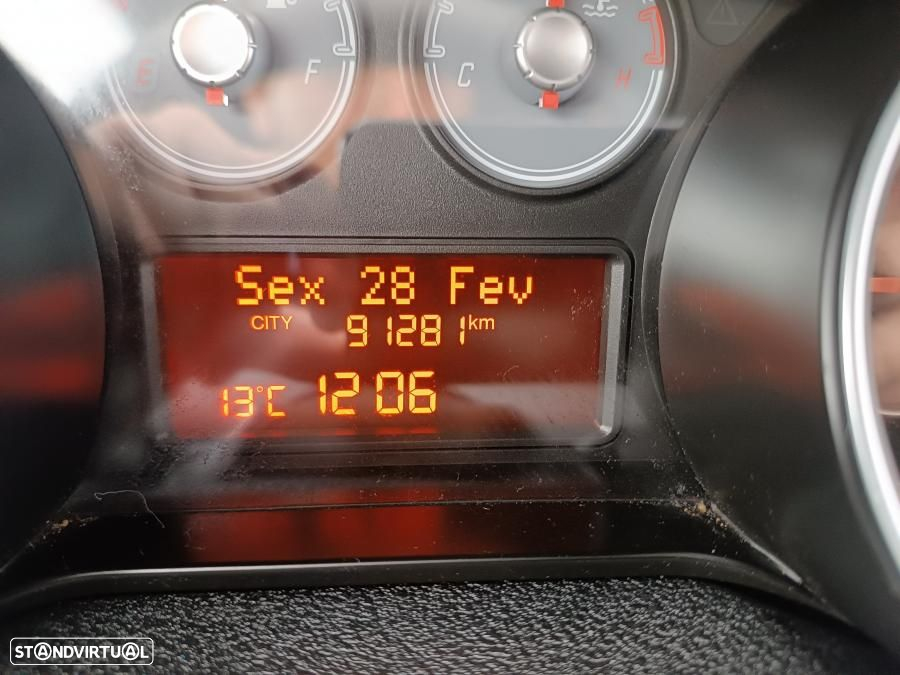 E F
C H
Sex 28 Fev
CITY 91281 km
13°C 12 06
STANDVIRTUAL